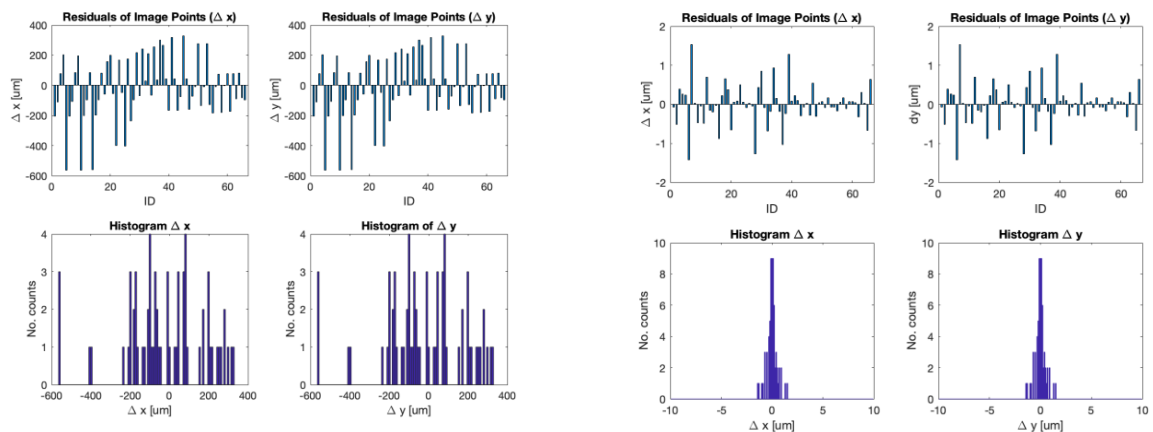 Residuals of Image Points (Δ x)
400
200
0
-200
-400
-600
Δ x [um]
0 20 40 60
ID
Residuals of Image Points (Δ y)
400
200
0
-200
-400
-600
Δ y [um]
0 20 40 60
ID
Residuals of Image Points (Δ x)
2
1
0
-1
-2
Δ x [um]
0 20 40 60
ID
Residuals of Image Points (Δ y)
2
1
0
-1
-2
dy [um]
0 20 40 60
ID
Histogram Δ x
4
3
2
1
0
No. counts
-600 -400 -200 0 200 400
Δ x [um]
Histogram of Δ y
4
3
2
1
0
No. counts
-600 -400 -200 0 200 400
Δ y [um]
Histogram Δ x
10
8
6
4
2
0
No. counts
-10 -5 0 5 10
Δ x [um]
Histogram Δ y
10
8
6
4
2
0
No. counts
-10 -5 0 5 10
Δ y [um]